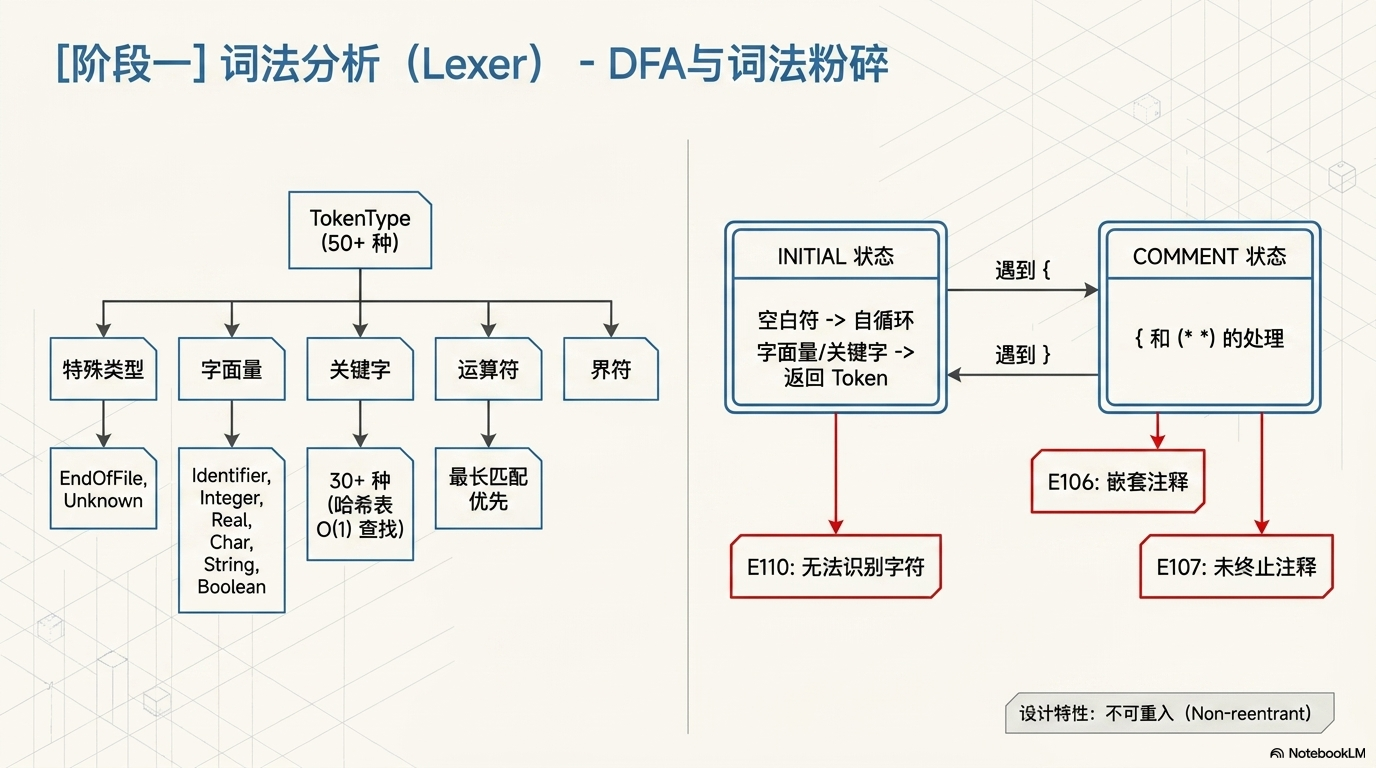 [阶段一] 词法分析（Lexer） - DFA与词法粉碎
TokenType
(50+ 种)
特殊类型
字面量
关键字
运算符
界符
EndOfFile,
Unknown
Identifier,
Integer,
Real,
Char,
String,
Boolean
30+ 种
(哈希表
O(1) 查找)
最长匹配
优先
INITIAL 状态
空白符 -> 自循环
字面量/关键字 ->
返回 Token
遇到 {
遇到 }
COMMENT 状态
{ 和 (* *) 的处理
E110: 无法识别字符
E106: 嵌套注释
E107: 未终止注释
设计特性：不可重入（Non-reentrant）
NotebookLM